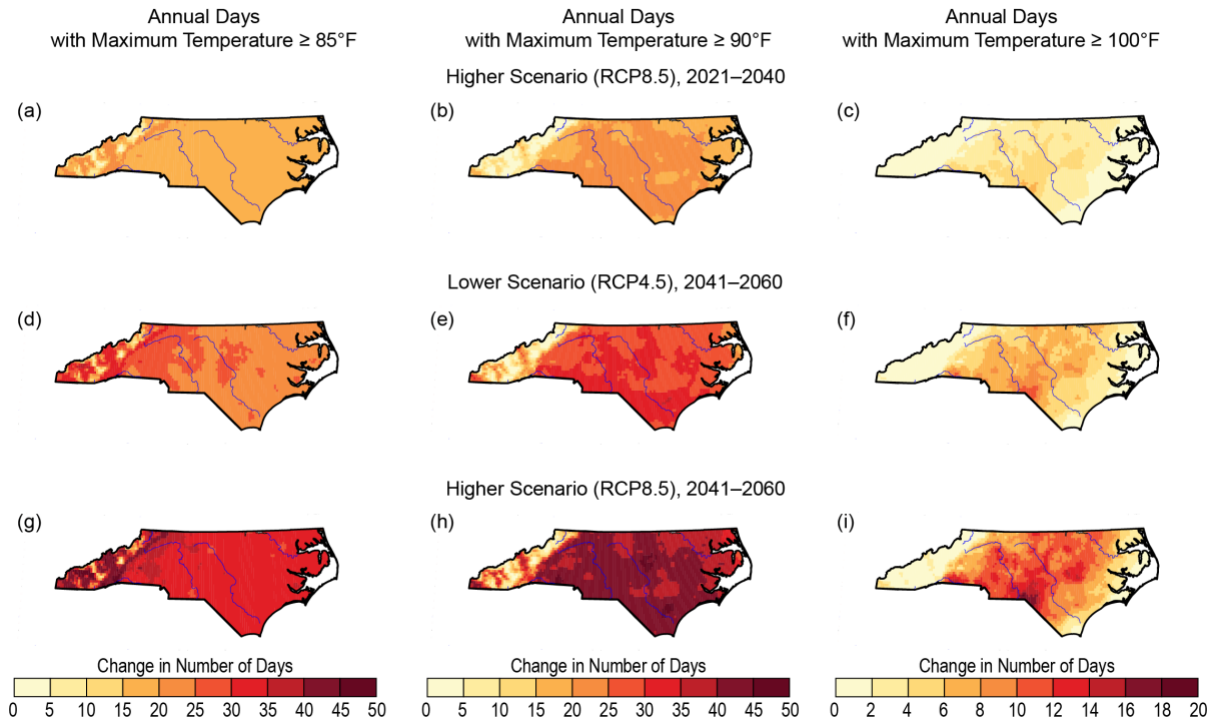 Annual Days
with Maximum Temperature ≥ 85°F
Annual Days
with Maximum Temperature ≥ 90°F
Annual Days
with Maximum Temperature ≥ 100°F
Higher Scenario (RCP8.5), 2021–2040
(a)
(b)
(c)
Lower Scenario (RCP4.5), 2041–2060
(d)
(e)
(f)
Higher Scenario (RCP8.5), 2041–2060
(g)
(h)
(i)
Change in Number of Days
0 5 10 15 20 25 30 35 40 45 50
Change in Number of Days
0 5 10 15 20 25 30 35 40 45 50
Change in Number of Days
0 2 4 6 8 10 12 14 16 18 20